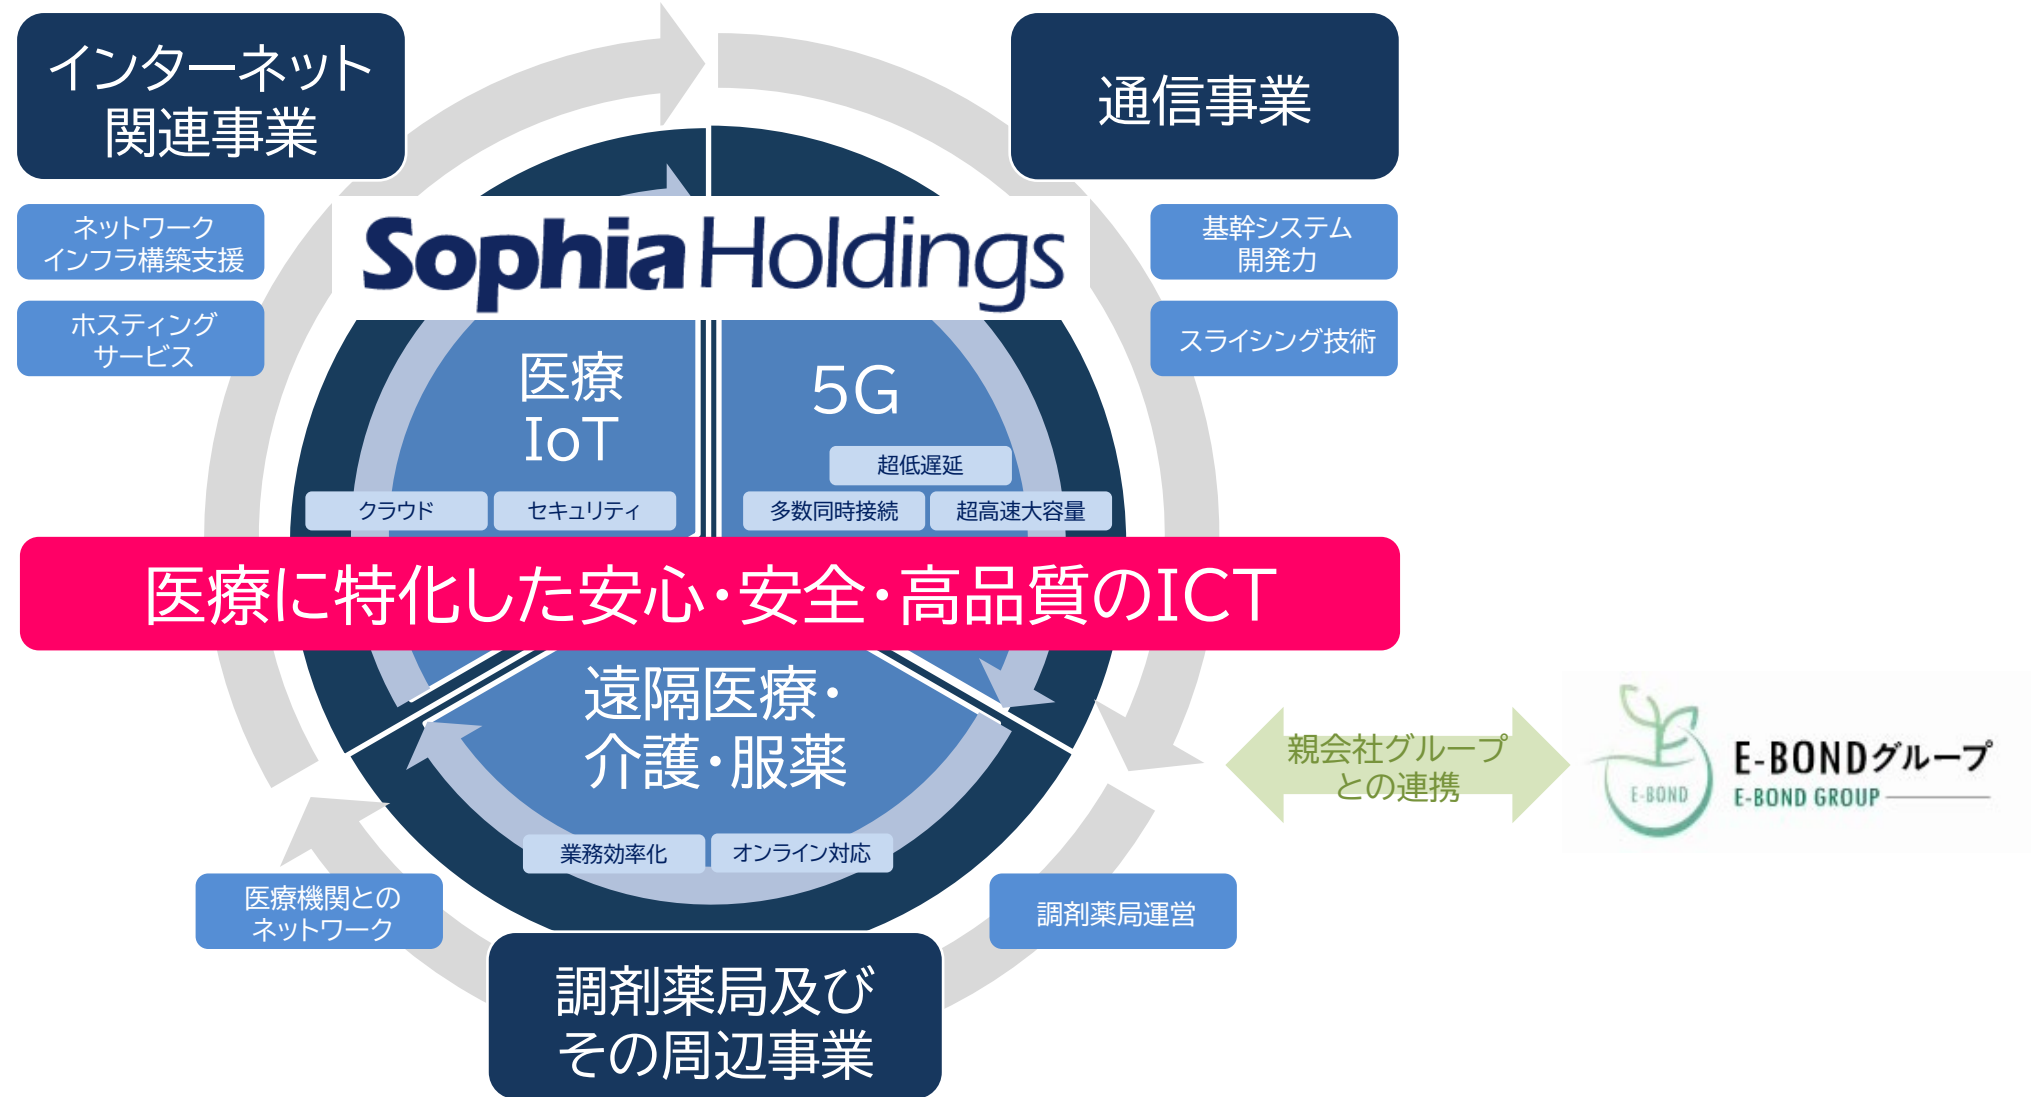 インターネット
関連事業
通信事業
ネットワーク
インフラ構築支援
ホスティング
サービス
Sophia Holdings
基幹システム
開発力
スライシング技術
医療
IoT
クラウド
セキュリティ
5G
超低遅延
多数同時接続
超高速大容量
医療に特化した安心・安全・高品質のICT
遠隔医療・
介護・服薬
業務効率化
オンライン対応
医療機関との
ネットワーク
調剤薬局運営
調剤薬局及び
その周辺事業
親会社グループ
との連携
E-BOND
E-BONDグループ
E-BOND GROUP